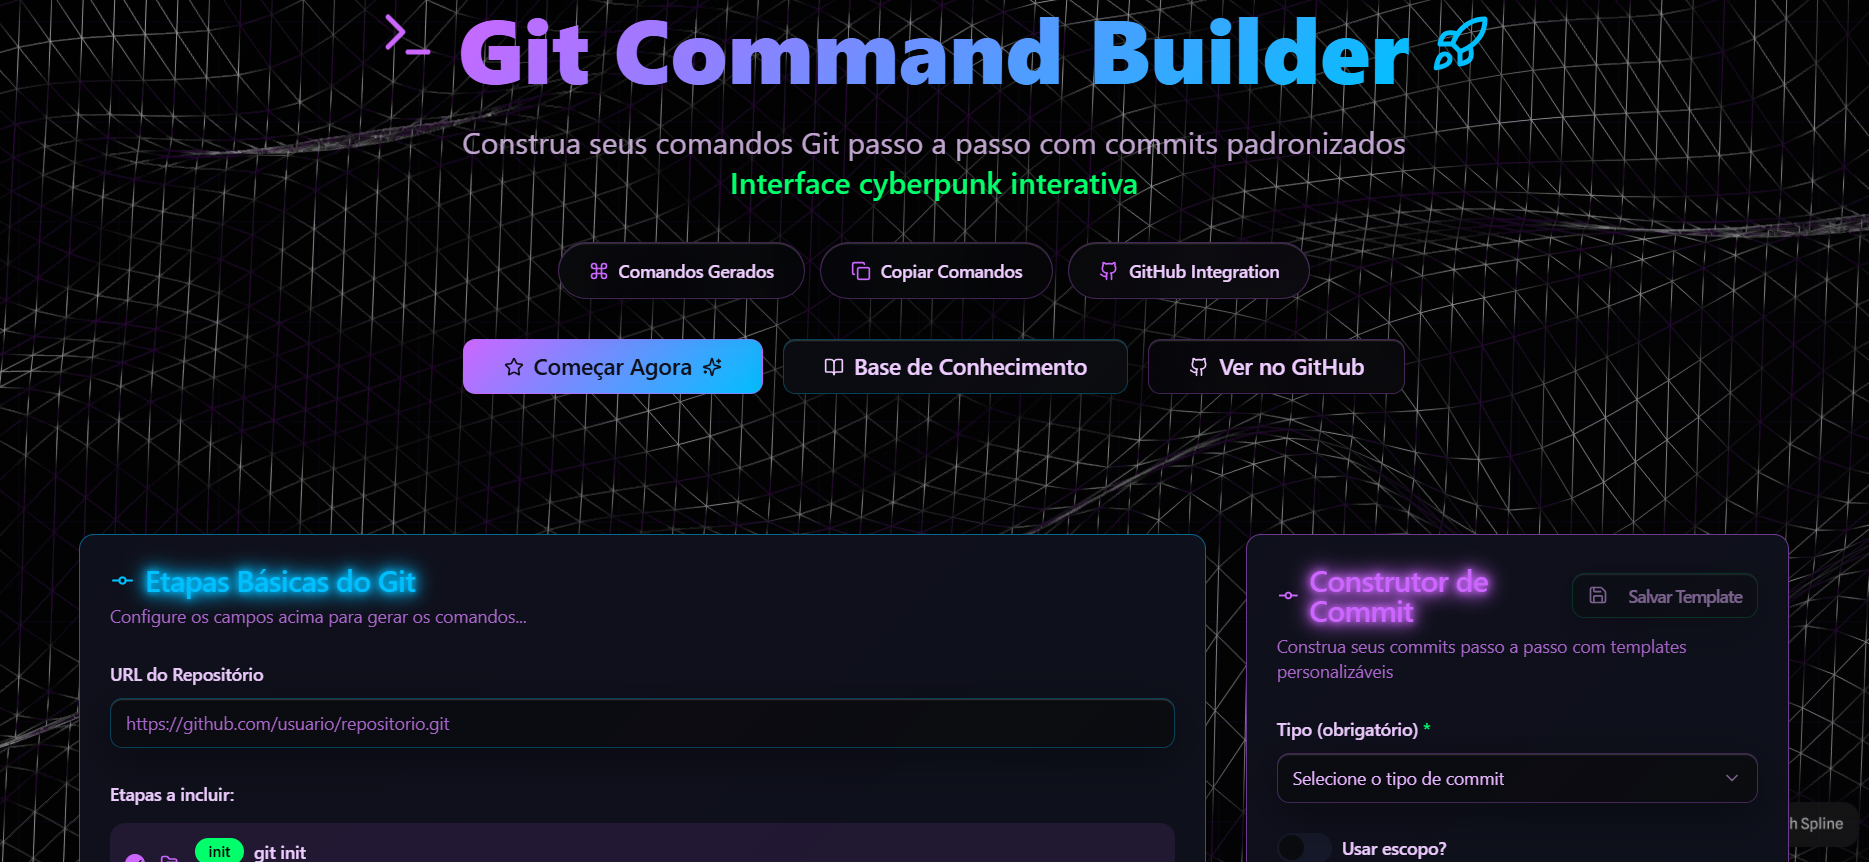 Git Command Builder
Construa seus comandos Git passo a passo com commits padronizados
Interface cyberpunk interativa
Comandos Gerados
Copiar Comandos
GitHub Integration
Começar Agora
Base de Conhecimento
Ver no GitHub
Etapas Básicas do Git
Configure os campos acima para gerar os comandos...
URL do Repositório
https://github.com/usuario/repositorio.git
Etapas a incluir:
init git init
Construtor de
Commit
Salvar Template
Construa seus commits passo a passo com templates
personalizáveis
Tipo (obrigatório) *
Selecione o tipo de commit
Usar escopo?
h Spline